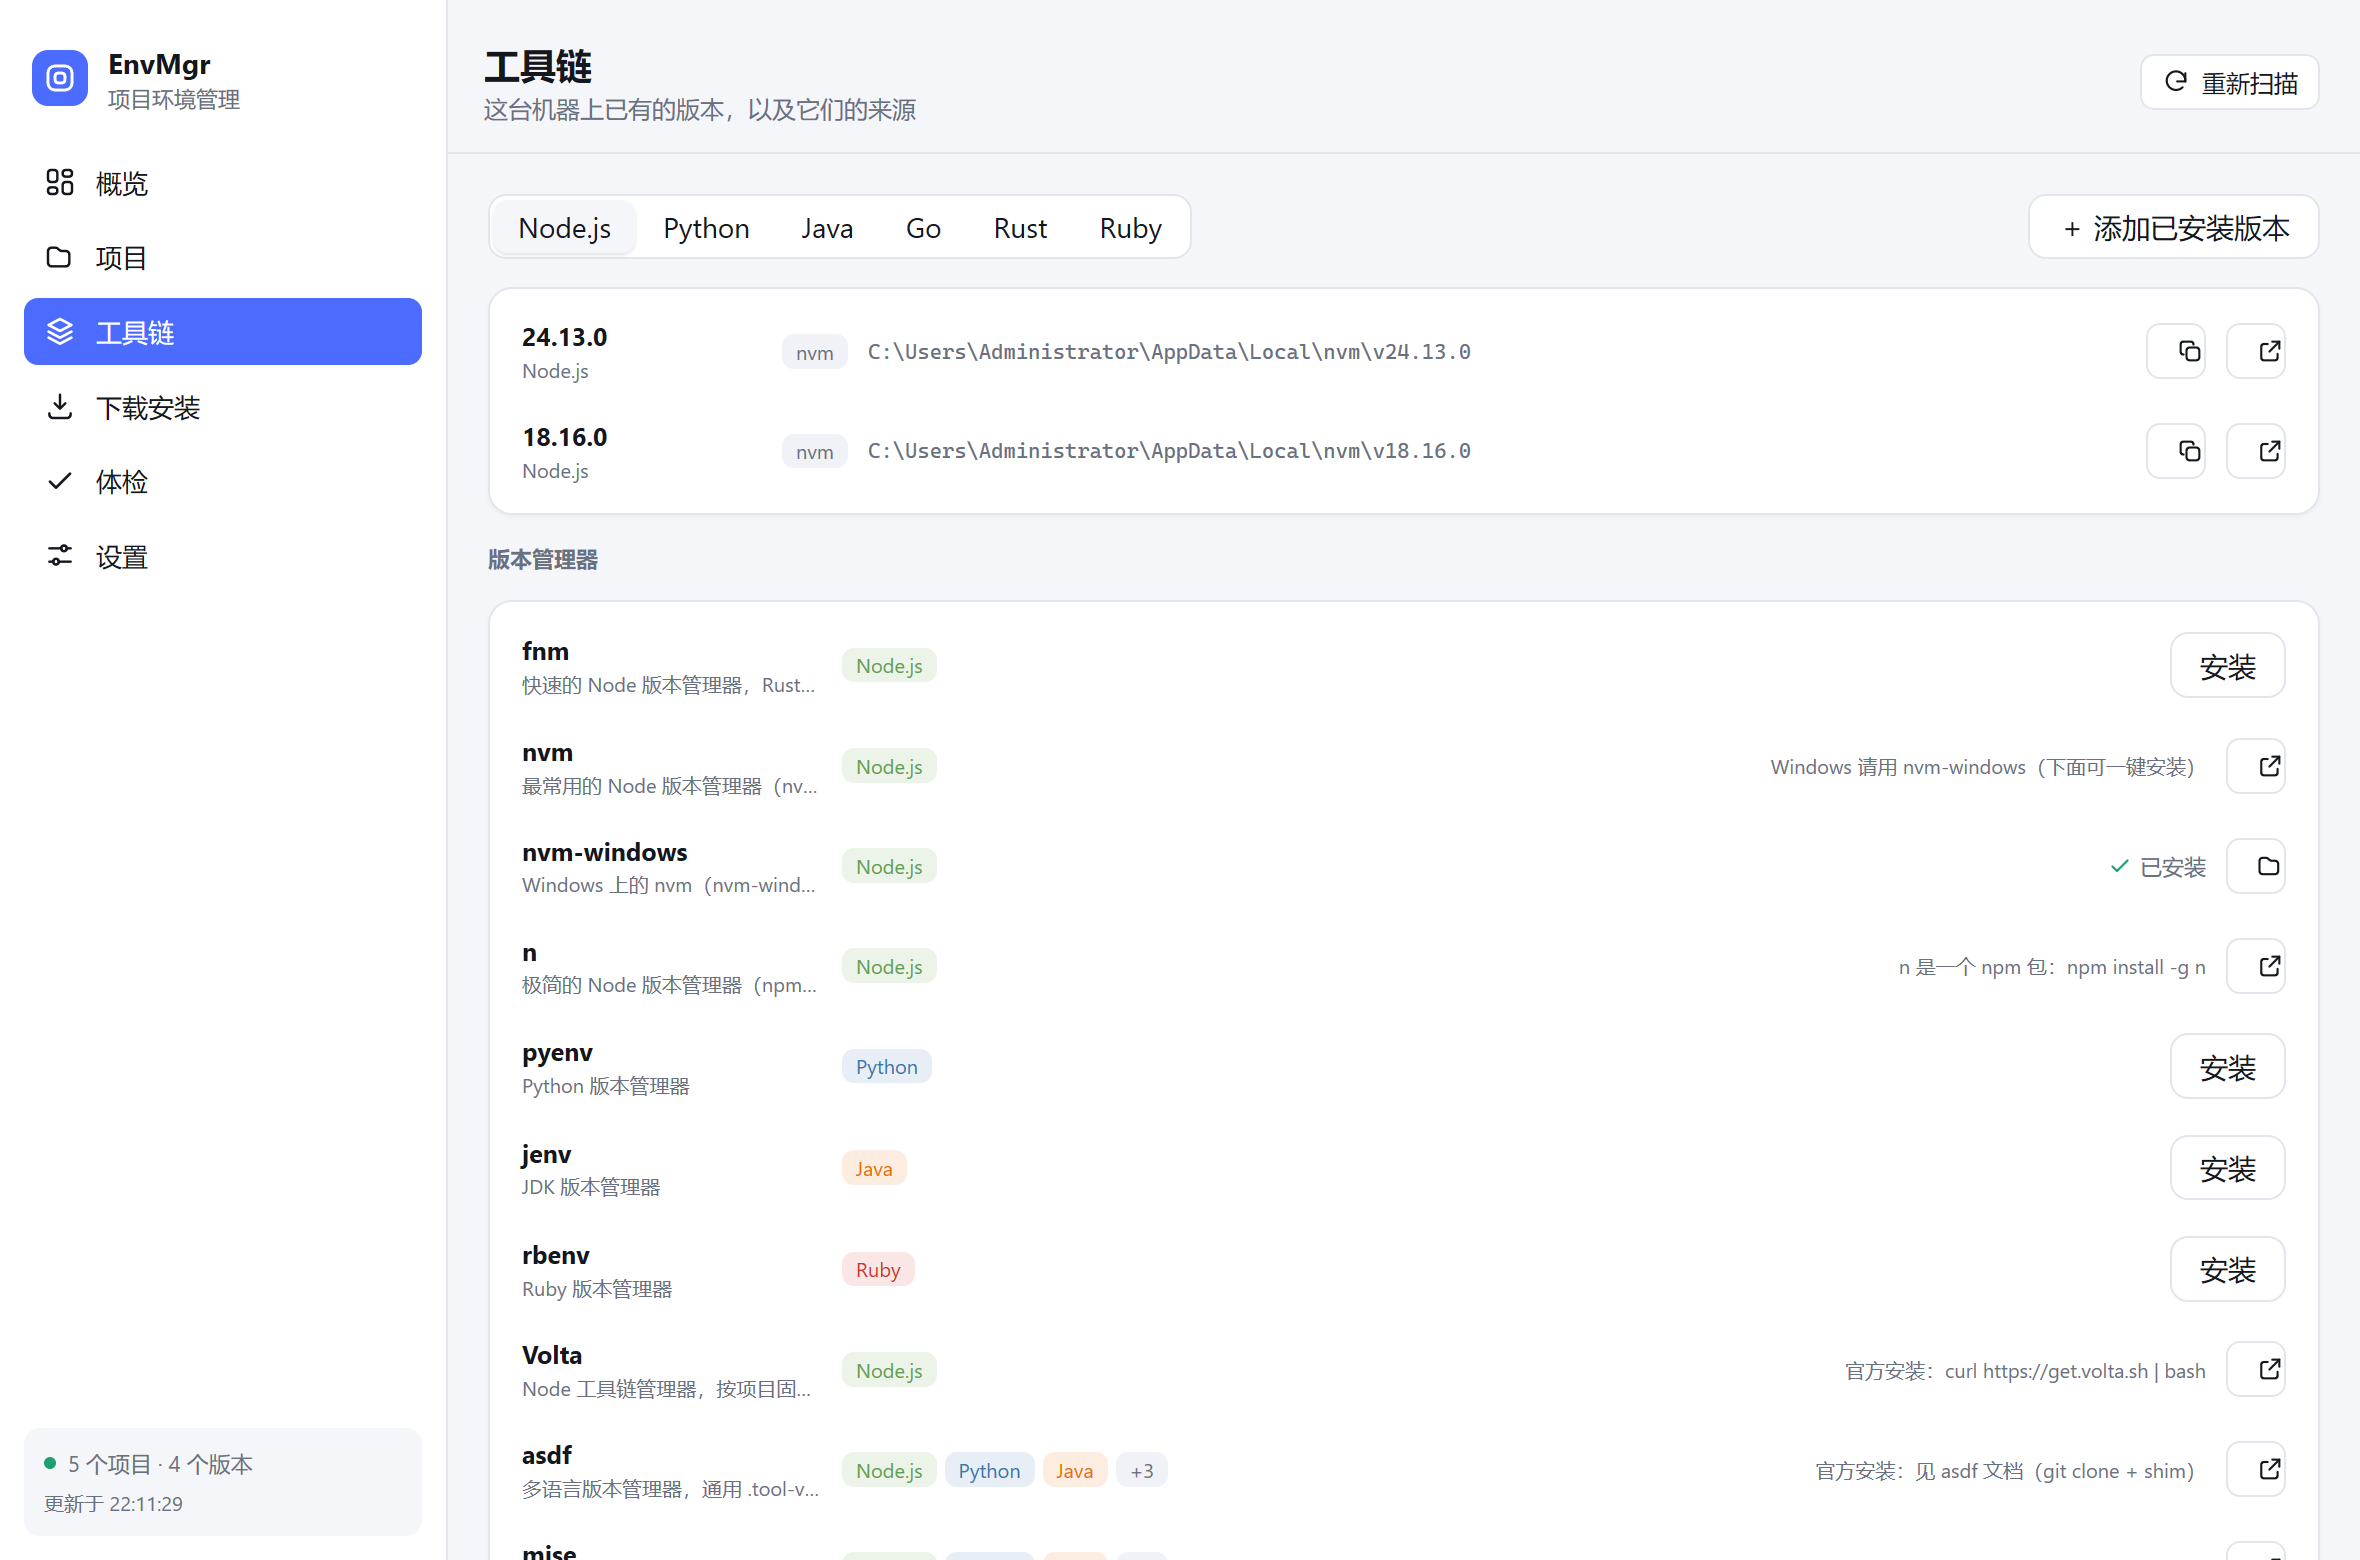 EnvMgr
项目环境管理
概览
项目
工具链
下载安装
体检
设置
5 个项目 · 4 个版本
更新于 22:11:29
工具链
这台机器上已有的版本，以及它们的来源
重新扫描
Node.js Python Java Go Rust Ruby
+ 添加已安装版本
24.13.0
Node.js
nvm C:\Users\Administrator\AppData\Local\nvm\v24.13.0
18.16.0
Node.js
nvm C:\Users\Administrator\AppData\Local\nvm\v18.16.0
版本管理器
fnm
快速的 Node 版本管理器，Rust...
Node.js
安装
nvm
最常用的 Node 版本管理器（nv...
Node.js
Windows 请用 nvm-windows（下面可一键安装）
nvm-windows
Windows 上的 nvm（nvm-wind...
Node.js
已安装
n
极简的 Node 版本管理器（npm...
Node.js
n 是一个 npm 包：npm install -g n
pyenv
Python 版本管理器
Python
安装
jenv
JDK 版本管理器
Java
安装
rbenv
Ruby 版本管理器
Ruby
安装
Volta
Node 工具链管理器，按项目固...
Node.js
官方安装：curl https://get.volta.sh | bash
asdf
多语言版本管理器，通用 .tool-v...
Node.js Python Java +3
官方安装：见 asdf 文档（git clone + shim）
mise